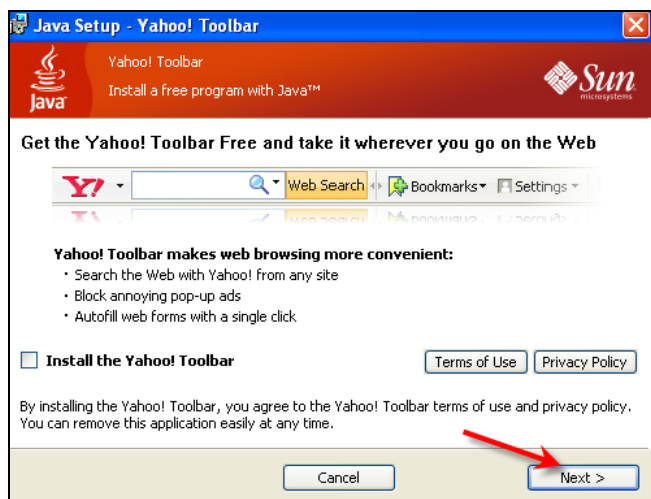 Java Setup - Yahoo! Toolbar
Java
Yahoo! Toolbar
Install a free program with Java™
Sun
microsystems
Get the Yahoo! Toolbar Free and take it wherever you go on the Web
Y! Web Search Bookmarks Settings
Yahoo! Toolbar makes web browsing more convenient:
· Search the Web with Yahoo! from any site
· Block annoying pop-up ads
· Autofill web forms with a single click
Install the Yahoo! Toolbar Terms of Use Privacy Policy
By installing the Yahoo! Toolbar, you agree to the Yahoo! Toolbar terms of use and privacy policy.
You can remove this application easily at any time.
Cancel Next >